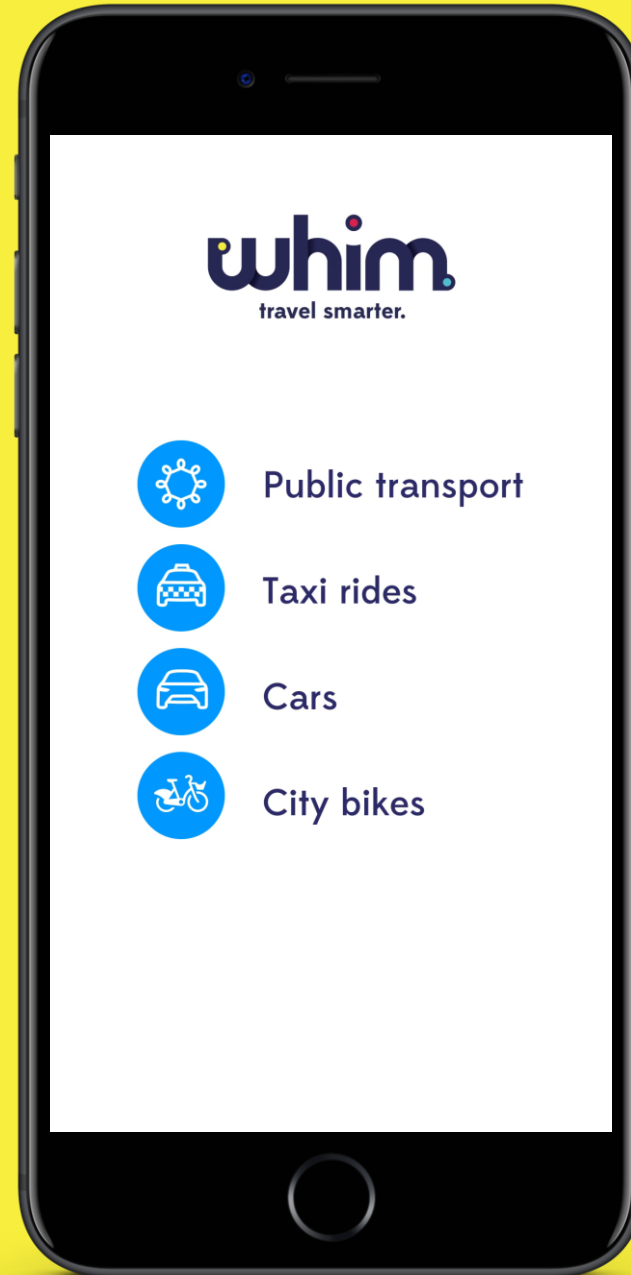 whim.
travel smarter.
Public transport
Taxi rides
Cars
City bikes